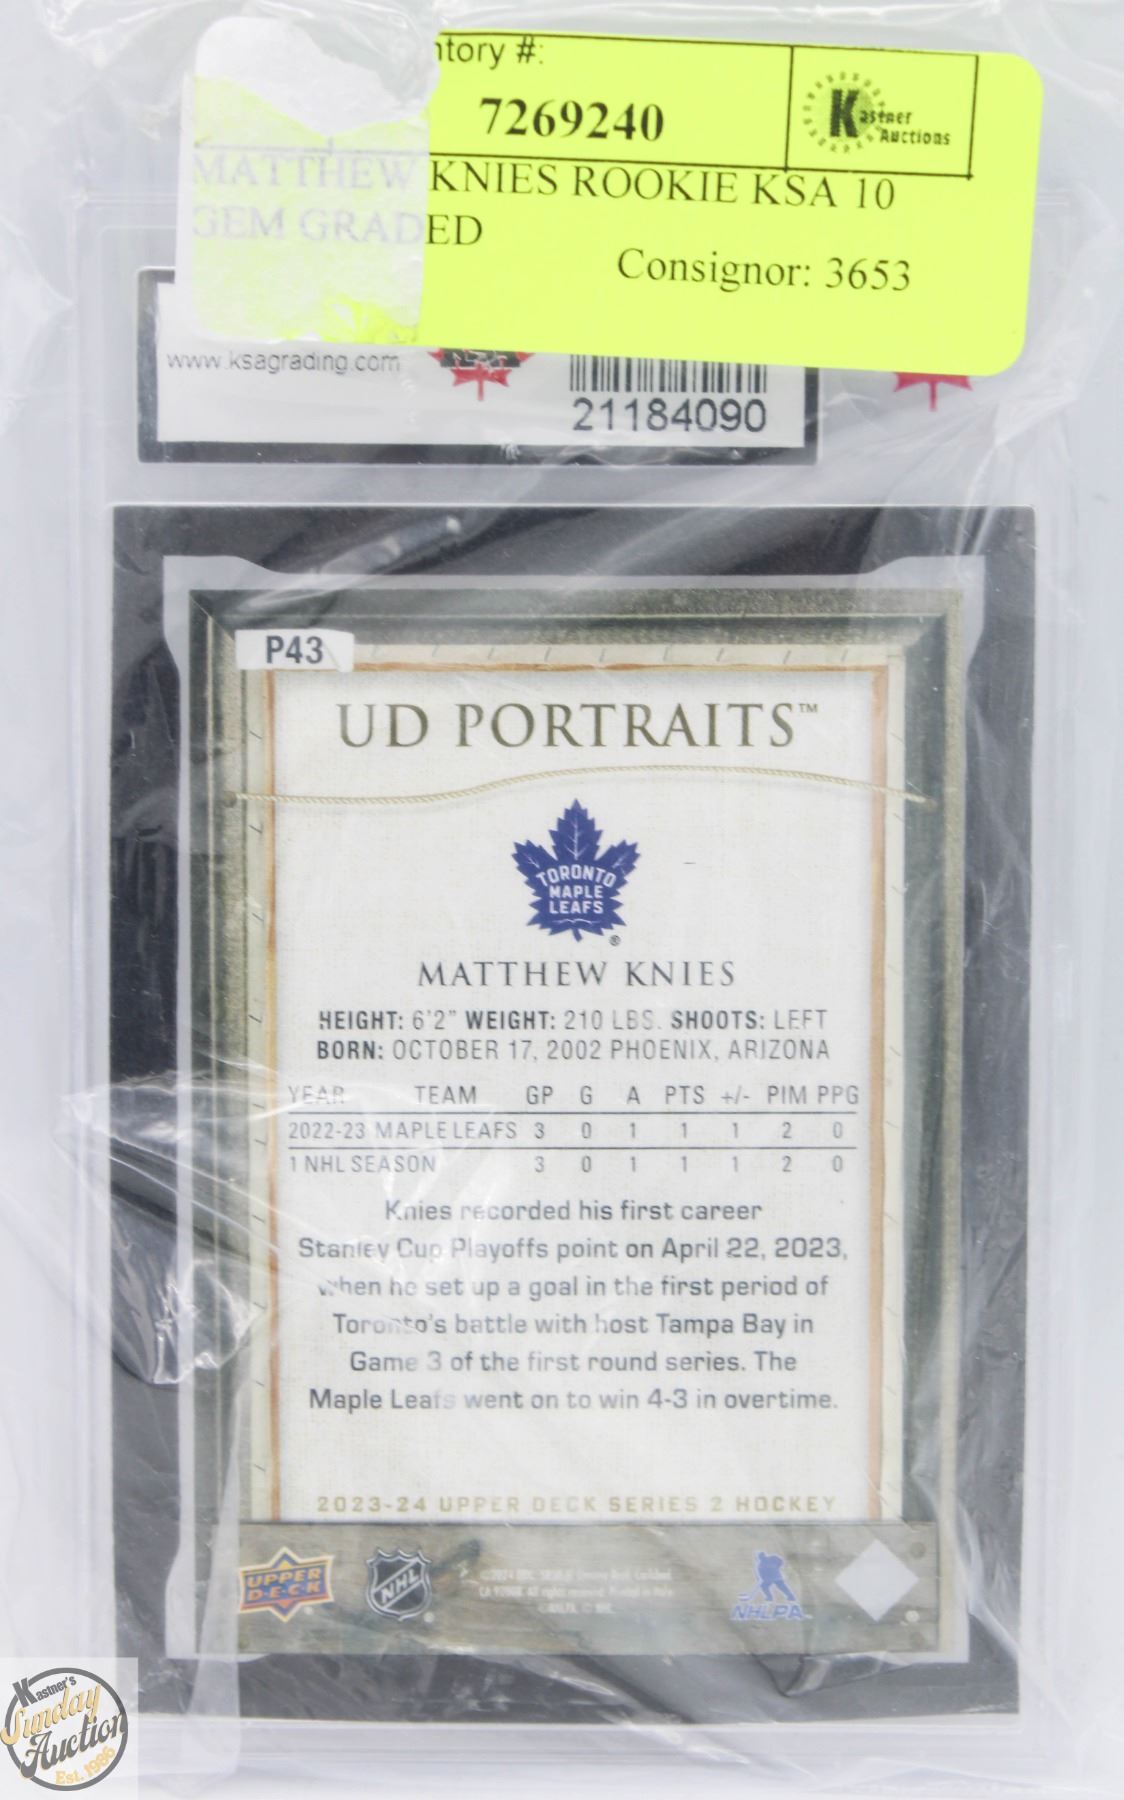 ntory #:
7269240
Kastner
Auctions
MATTHEW KNIES ROOKIE KSA 10
GEM GRADED
Consignor: 3653
www.ksagrading.com
21184090
P43
UD PORTRAITS™
TORONTO
MAPLE
LEAFS
®
MATTHEW KNIES
HEIGHT: 6'2" WEIGHT: 210 LBS. SHOOTS: LEFT
BORN: OCTOBER 17, 2002 PHOENIX, ARIZONA
YEAR TEAM GP G A PTS +/- PIM PPG
2022-23 MAPLE LEAFS 3 0 1 1 1 2 0
1 NHL SEASON 3 0 1 1 1 2 0
Knies recorded his first career
Stanley Cup Playoffs point on April 22, 2023,
when he set up a goal in the first period of
Toronto's battle with host Tampa Bay in
Game 3 of the first round series. The
Maple Leafs went on to win 4-3 in overtime.
2023-24 UPPER DECK SERIES 2 HOCKEY
UPPER
D·E·C·K
NHL
NHLPA
Kastner's
Sunday
Auction
Est. 1986